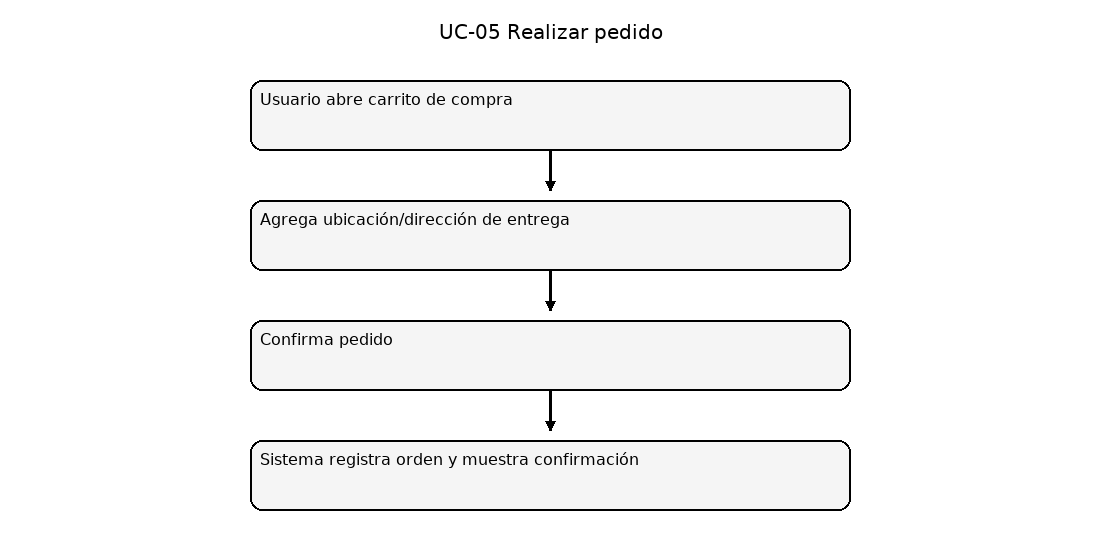 UC-05 Realizar pedido
Usuario abre carrito de compra
Agrega ubicación/dirección de entrega
Confirma pedido
Sistema registra orden y muestra confirmación